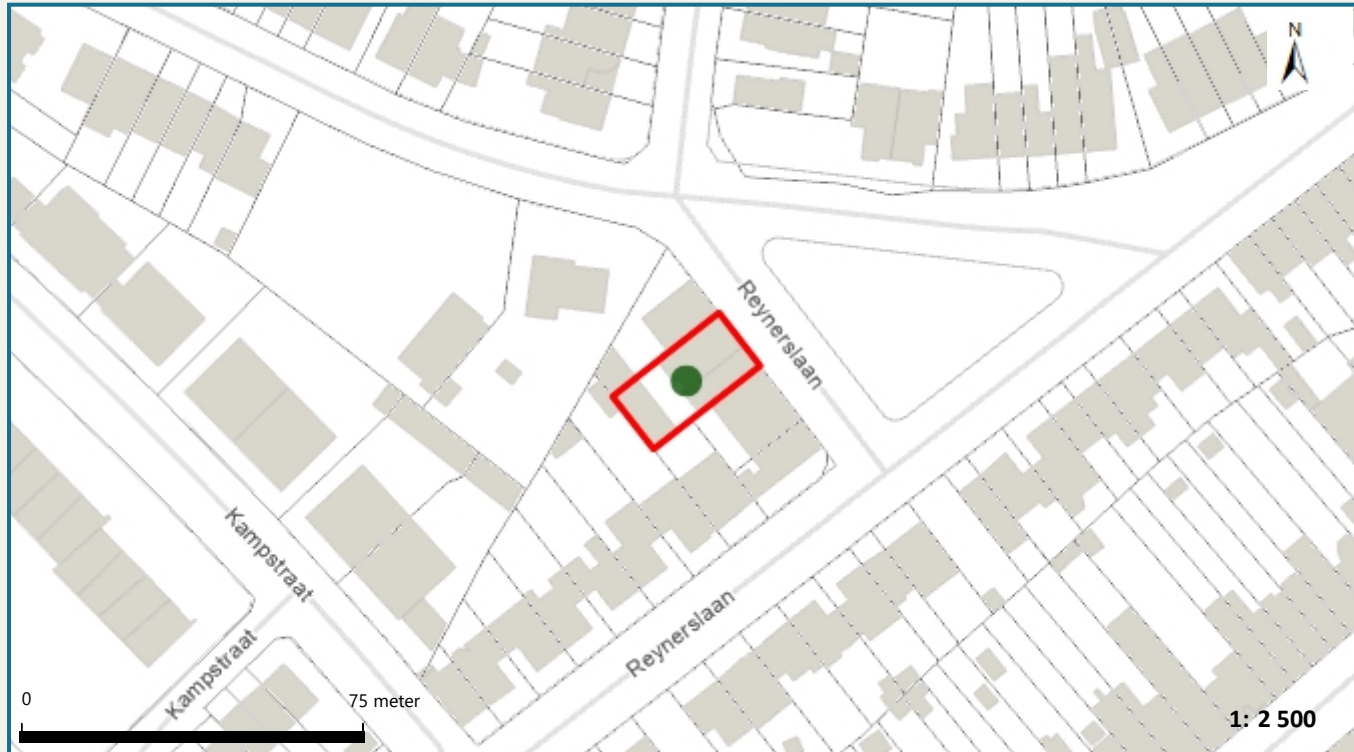 N
Reynerslaan
Kampstraat
Reynerslaan
Kampstraat
0
75 meter
1: 2 500